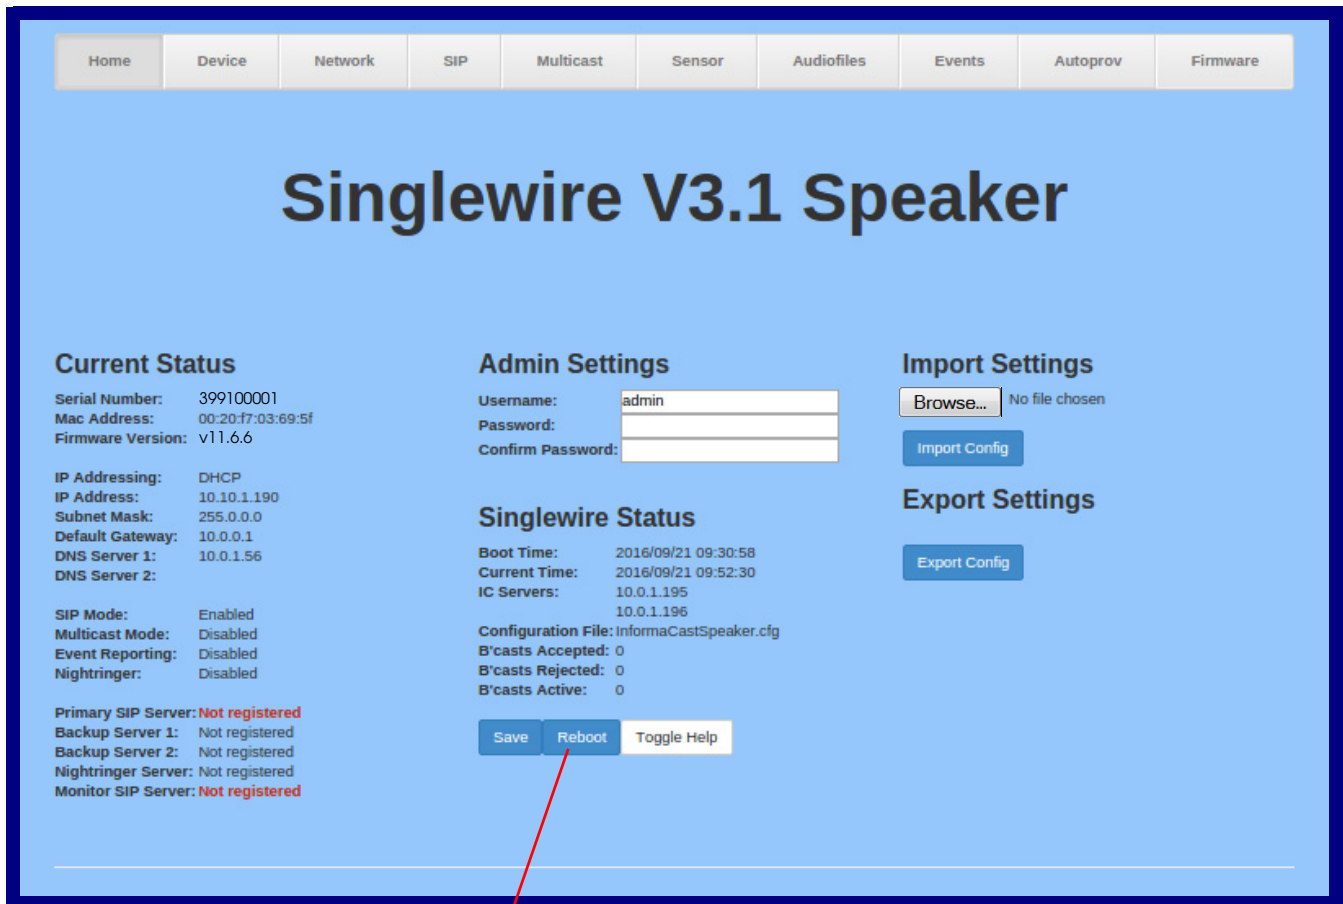 Home Device Network SIP Multicast Sensor Audiofiles Events Autoprov Firmware
Singlewire V3.1 Speaker
Current Status
Serial Number: 399100001
Mac Address: 00:20:f7:03:69:5f
Firmware Version: v11.6.6
IP Addressing: DHCP
IP Address: 10.10.1.190
Subnet Mask: 255.0.0.0
Default Gateway: 10.0.0.1
DNS Server 1: 10.0.1.56
DNS Server 2:
SIP Mode: Enabled
Multicast Mode: Disabled
Event Reporting: Disabled
Nightringer: Disabled
Primary SIP Server: Not registered
Backup Server 1: Not registered
Backup Server 2: Not registered
Nightringer Server: Not registered
Monitor SIP Server: Not registered
Admin Settings
Username: admin
Password:
Confirm Password:
Singlewire Status
Boot Time: 2016/09/21 09:30:58
Current Time: 2016/09/21 09:52:30
IC Servers: 10.0.1.195
10.0.1.196
Configuration File: InformaCastSpeaker.cfg
B'casts Accepted: 0
B'casts Rejected: 0
B'casts Active: 0
Save Reboot Toggle Help
Import Settings
Browse... No file chosen
Import Config
Export Settings
Export Config